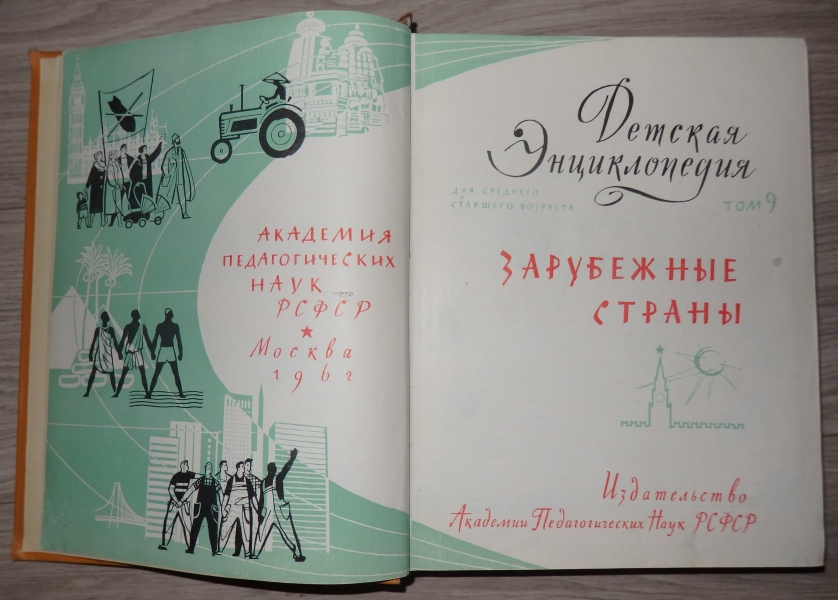 АКАДЕМИЯ
ПЕДАГОГИЧЕСКИХ
НАУК
РСФСР
Москва
1961
Детская
Энциклопедия
ДЛЯ СРЕДНЕГО
И
СТАРШЕГО ВОЗРАСТА
ТОМ 9
ЗАРУБЕЖНЫЕ
СТРАНЫ
Издательство
Академии Педагогических Наук РСФСР